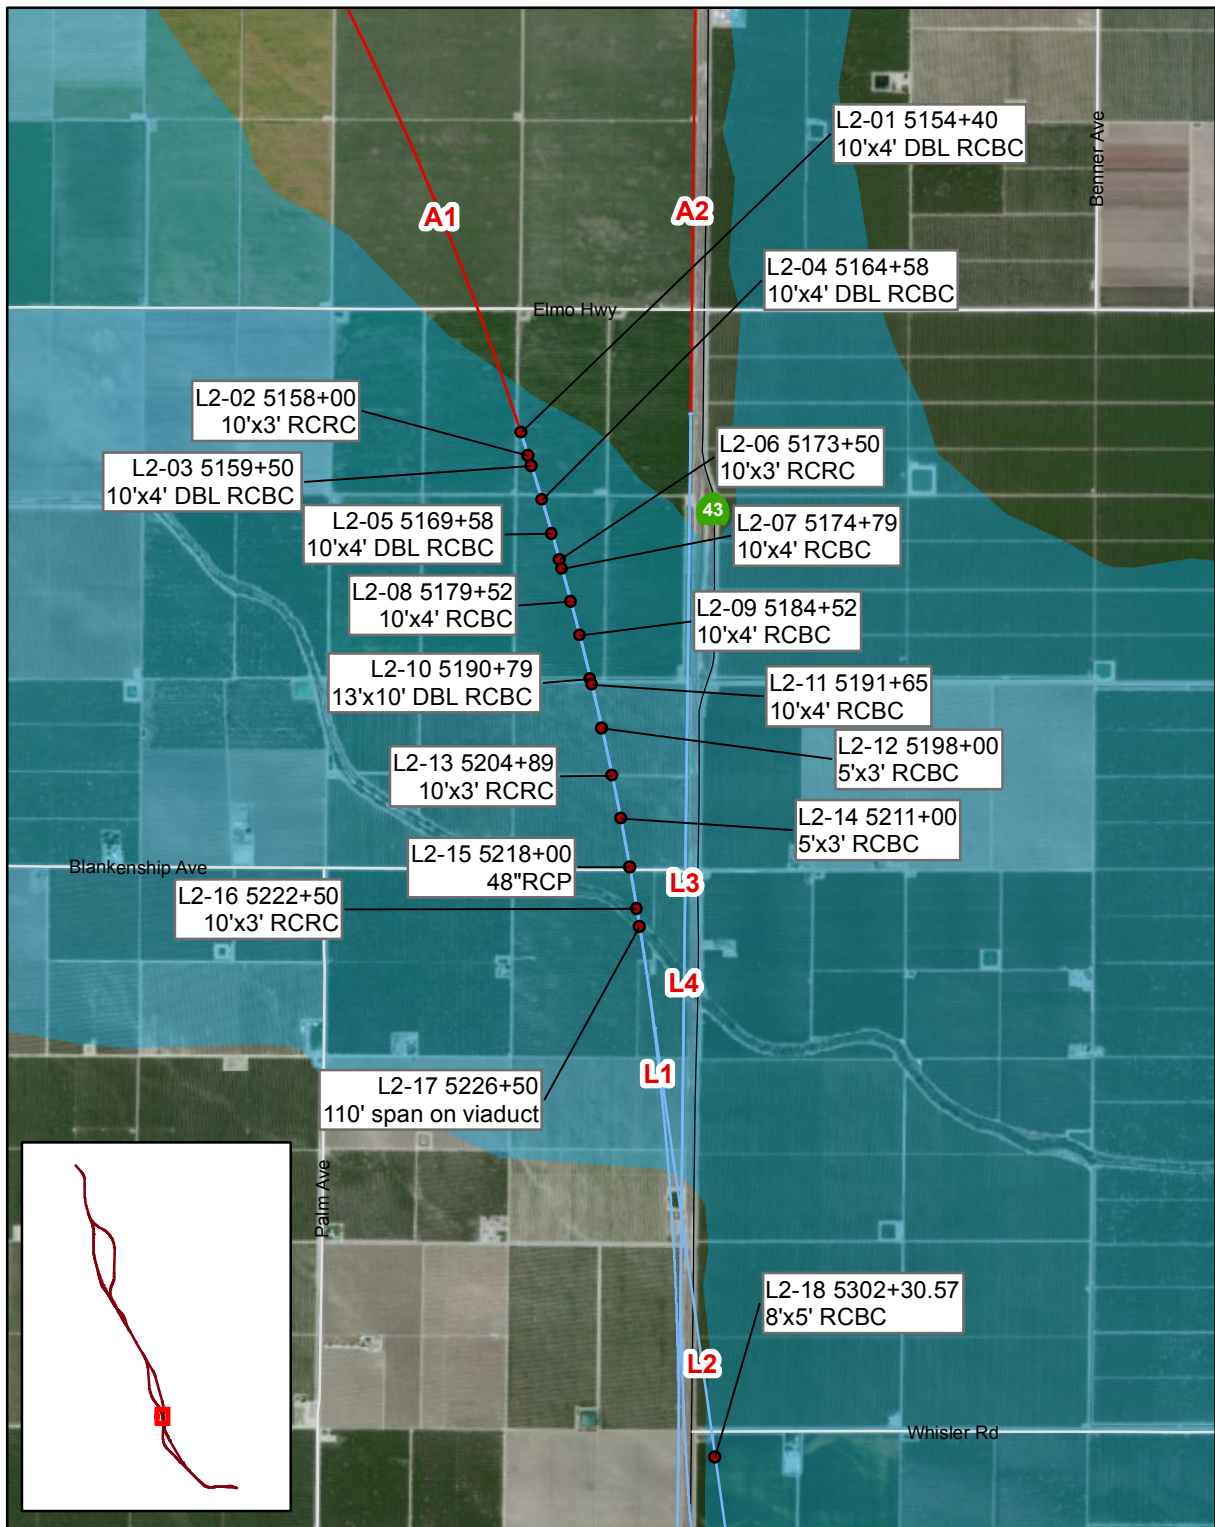 L2-01 5154+40
10'x4' DBL RCBC
Benner Ave
A1
A2
L2-04 5164+58
10'x4' DBL RCBC
Elmo Hwy
L2-02 5158+00
10'x3' RCRC
L2-03 5159+50
10'x4' DBL RCBC
L2-06 5173+50
10'x3' RCRC
43
L2-05 5169+58
10'x4' DBL RCBC
L2-07 5174+79
10'x4' RCBC
L2-08 5179+52
10'x4' RCBC
L2-09 5184+52
10'x4' RCBC
L2-10 5190+79
13'x10' DBL RCBC
L2-11 5191+65
10'x4' RCBC
L2-12 5198+00
5'x3' RCBC
L2-13 5204+89
10'x3' RCRC
L2-14 5211+00
5'x3' RCBC
Blankenship Ave
L2-15 5218+00
48"RCP
L3
L2-16 5222+50
10'x3' RCRC
L4
L1
L2-17 5226+50
110' span on viaduct
Palm Ave
L2-18 5302+30.57
8'x5' RCBC
L2
Whisler Rd